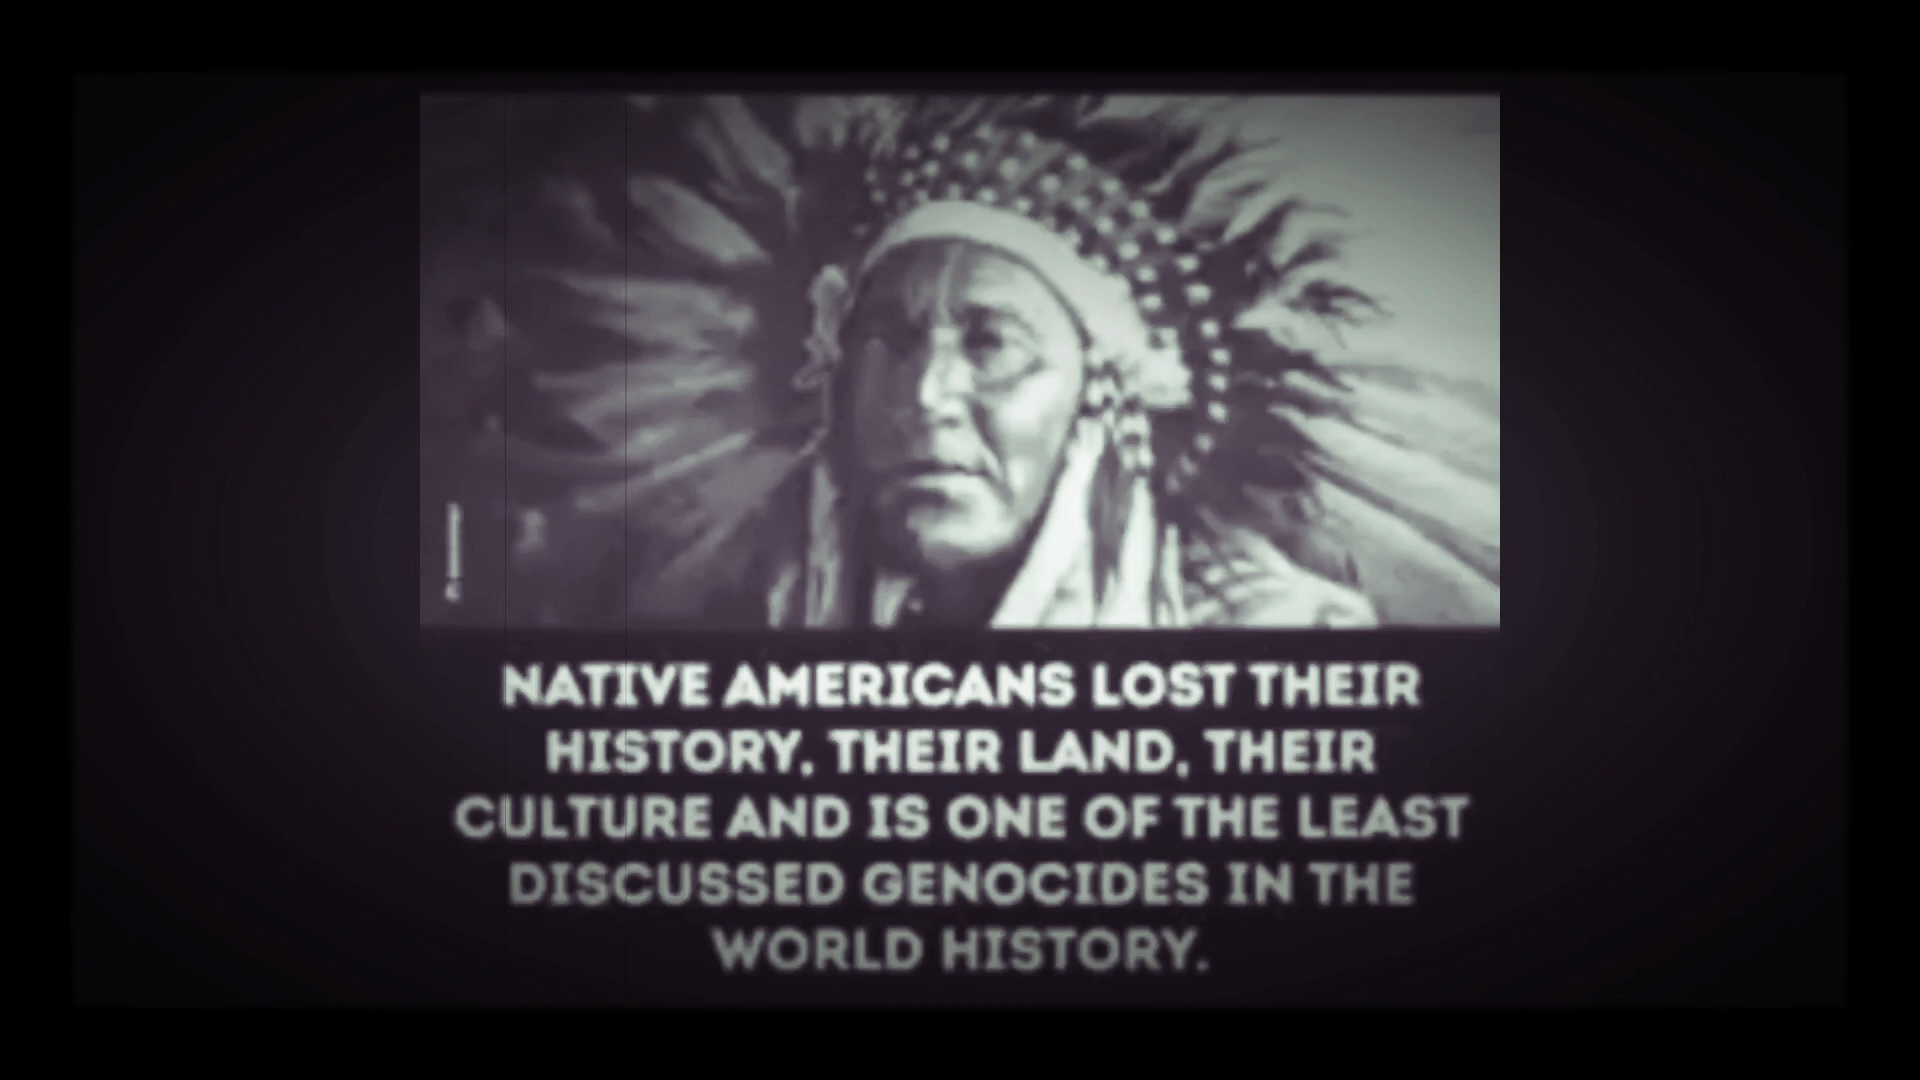 NATIVE AMERICANS LOST THEIR
HISTORY, THEIR LAND, THEIR
CULTURE AND IS ONE OF THE LEAST
DISCUSSED GENOCIDES IN THE
WORLD HISTORY.